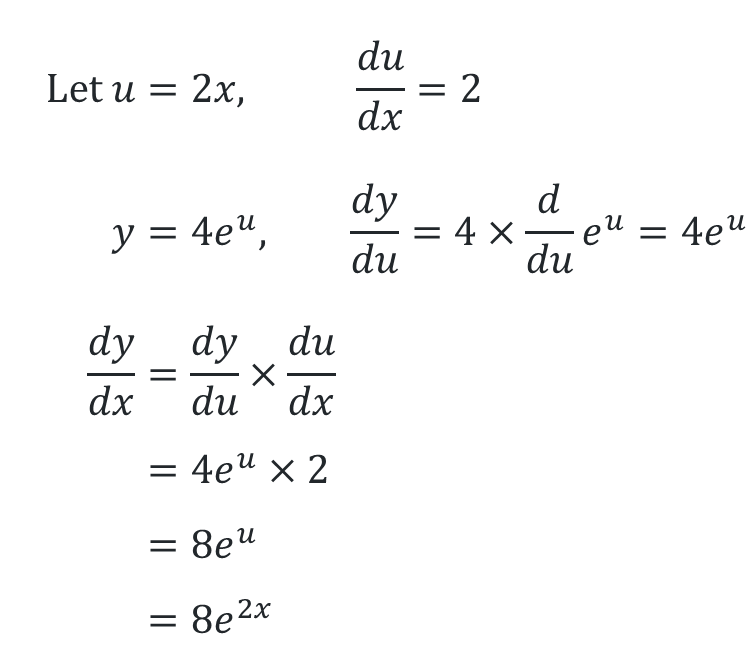 Let u = 2x, du/dx = 2
y = 4e^u, dy/du = 4 × d/du e^u = 4e^u
dy/dx = dy/du × du/dx
= 4e^u × 2
= 8e^u
= 8e^{2x}